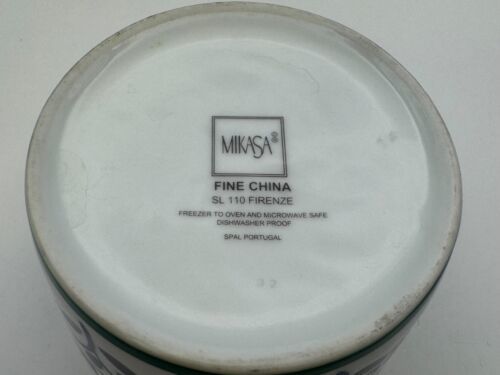 MIKASA®
FINE CHINA
SL 110 FIRENZE
FREEZER TO OVEN AND MICROWAVE SAFE
DISHWASHER PROOF
SPAL PORTUGAL